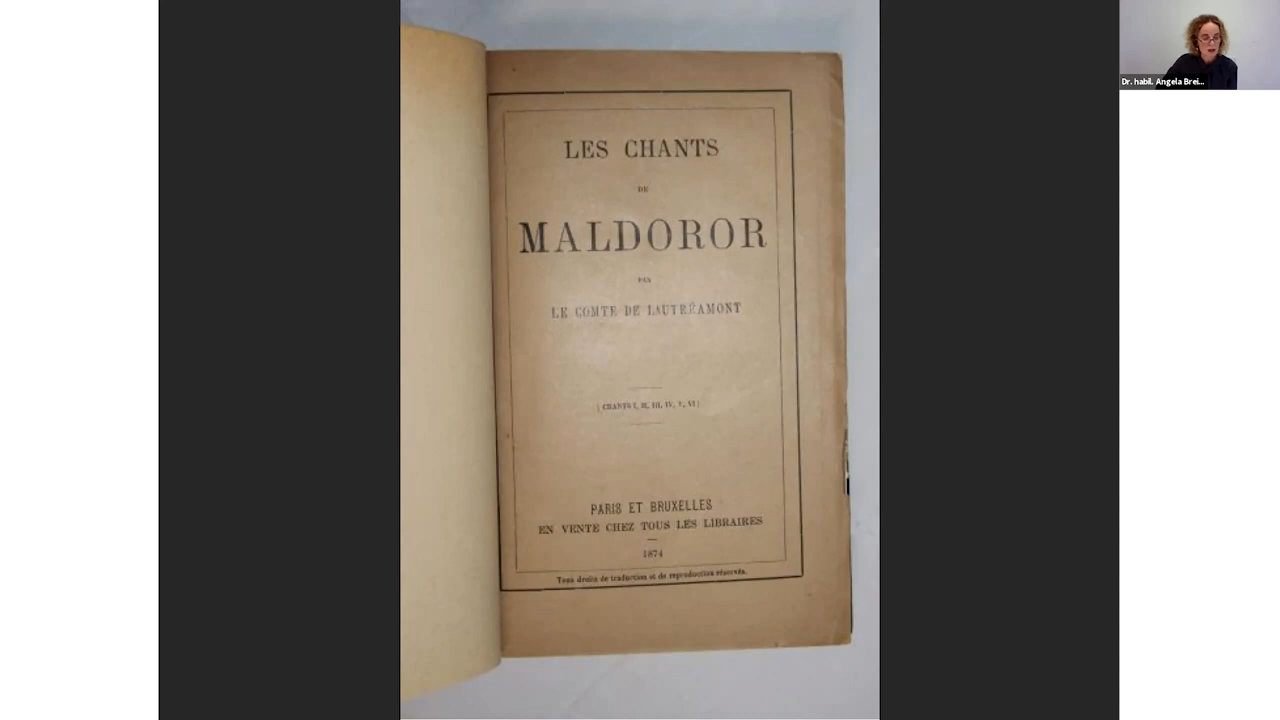 LES CHANTS
DE
MALDOROR
PAR
LE COMTE DE LAUTRÉAMONT
( CHANTS I, II, III, IV, V, VI )
PARIS ET BRUXELLES
EN VENTE CHEZ TOUS LES LIBRAIRES
1874
Tous droits de traduction et de reproduction réservés.
Dr. habil. Angela Brei...